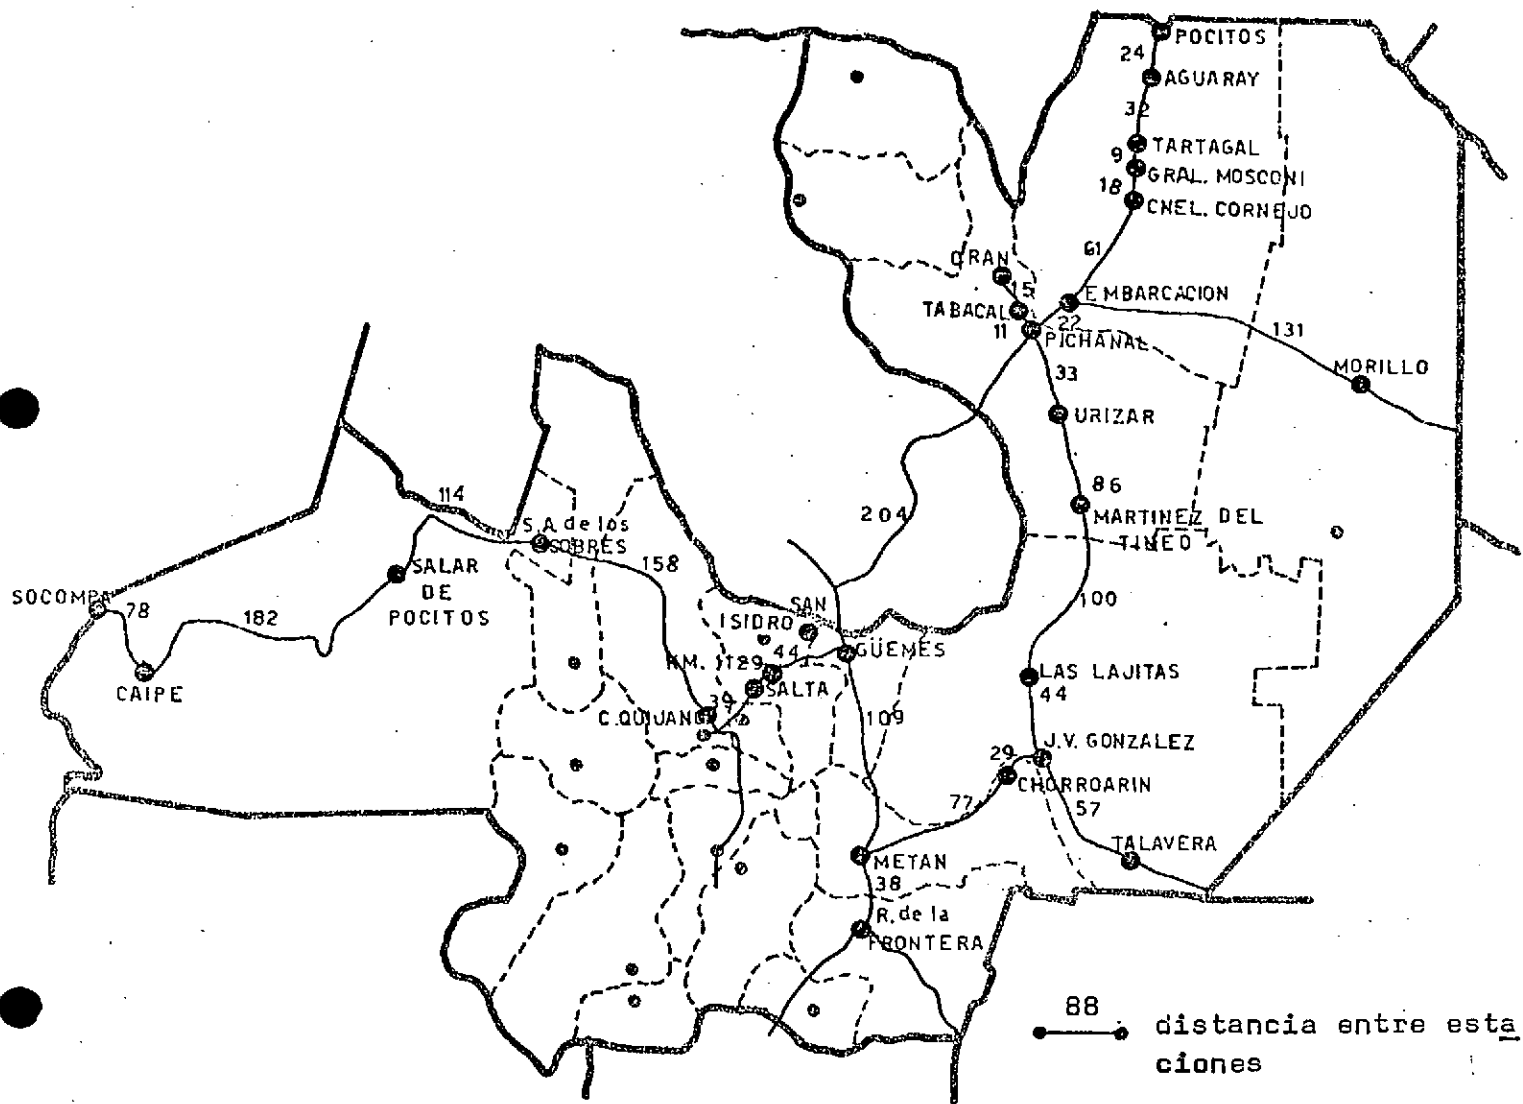 POCITOS
24
AGUARAY
32
TARTAGAL
9
GRAL. MOSCONI
18
CNEL. CORNEJO
61
ORAN
15
EMBARCACION
TABACAL
11
22
PICHANAL
131
MORILLO
33
URIZAR
86
MARTINEZ DEL
TINEO
204
114
S.A. de los
COBRES
158
SALAR
DE
POCITOS
SOCOMPA
78
182
CAIPE
100
SAN
ISIDRO
44
GÜEMES
KM. 1129
SALTA
39
C. QUIJANO
109
LAS LAJITAS
44
J.V. GONZALEZ
29
CHORROARIN
77
57
TALAVERA
METAN
38
R. de la
FRONTERA
88
distancia entre esta
ciones